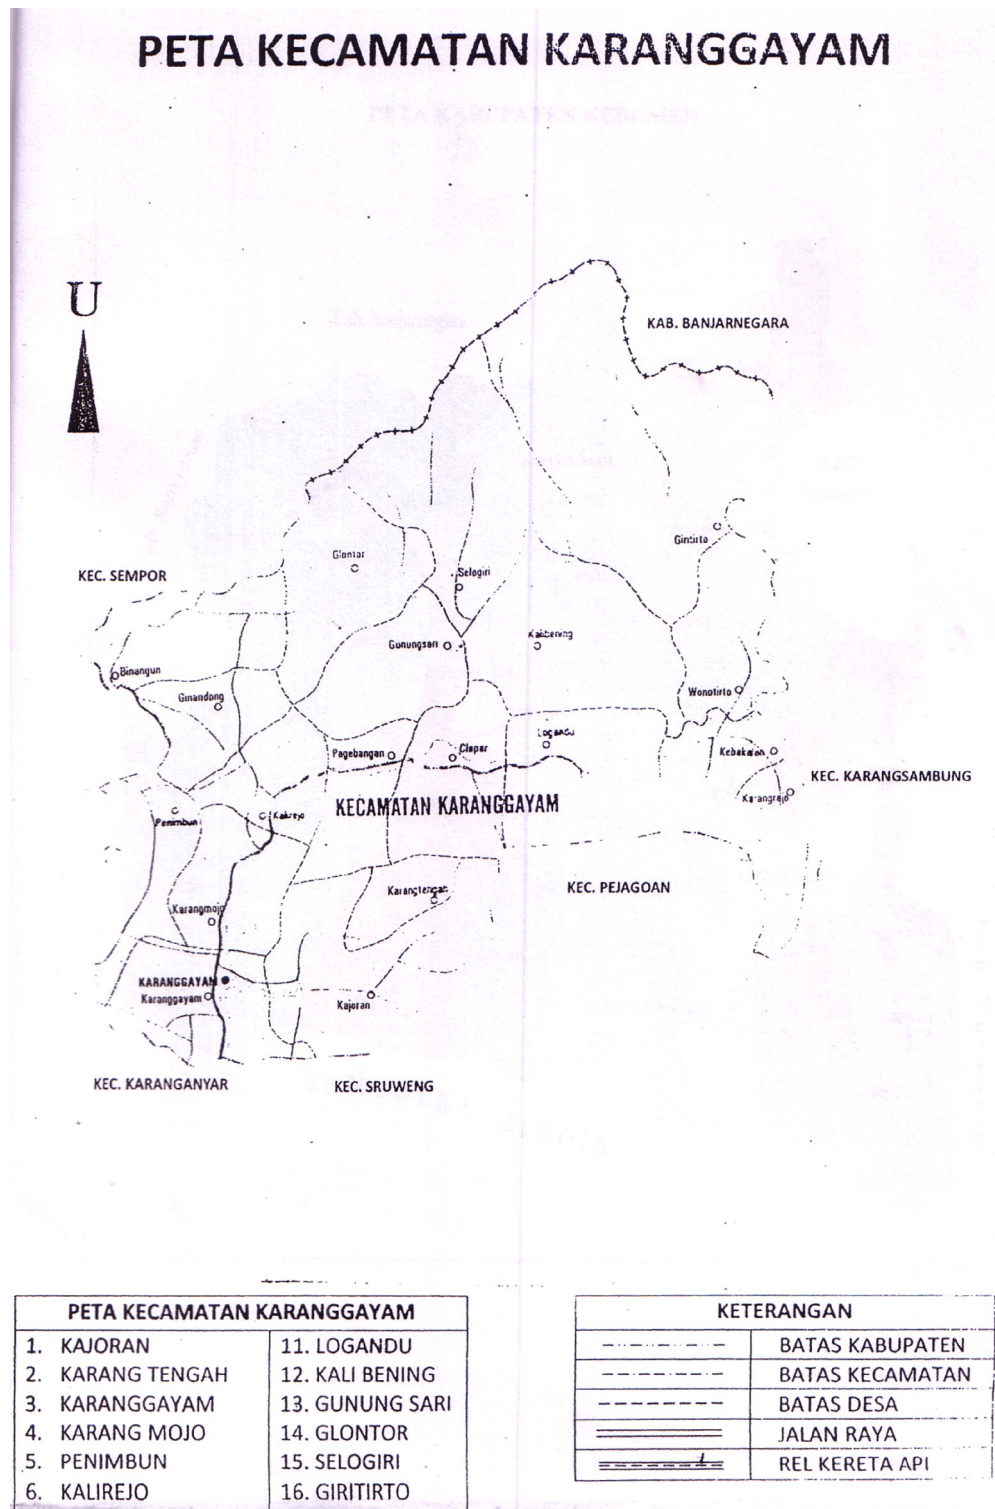 PETA KECAMATAN KARANGGAYAM
U
KAB. BANJARNEGARA
Gintirto
Glontor
KEC. SEMPOR
Selogiri
Kalibening
Gunungsari
Binangun
Ginandong
Wonotirto
Logandu
Pagebangan
Clapar
Kebakalan
KEC. KARANGSAMBUNG
Karangrejo
KECAMATAN KARANGGAYAM
Penimbun
Kalirejo
KEC. PEJAGOAN
Karangtengah
Karangmojo
KARANGGAYAM
Karanggayam
Kajoran
KEC. KARANGANYAR
KEC. SRUWENG
PETA KECAMATAN KARANGGAYAM
1. KAJORAN
2. KARANG TENGAH
3. KARANGGAYAM
4. KARANG MOJO
5. PENIMBUN
6. KALIREJO
11. LOGANDU
12. KALI BENING
13. GUNUNG SARI
14. GLONTOR
15. SELOGIRI
16. GIRITIRTO
KETERANGAN
BATAS KABUPATEN
BATAS KECAMATAN
BATAS DESA
JALAN RAYA
REL KERETA API